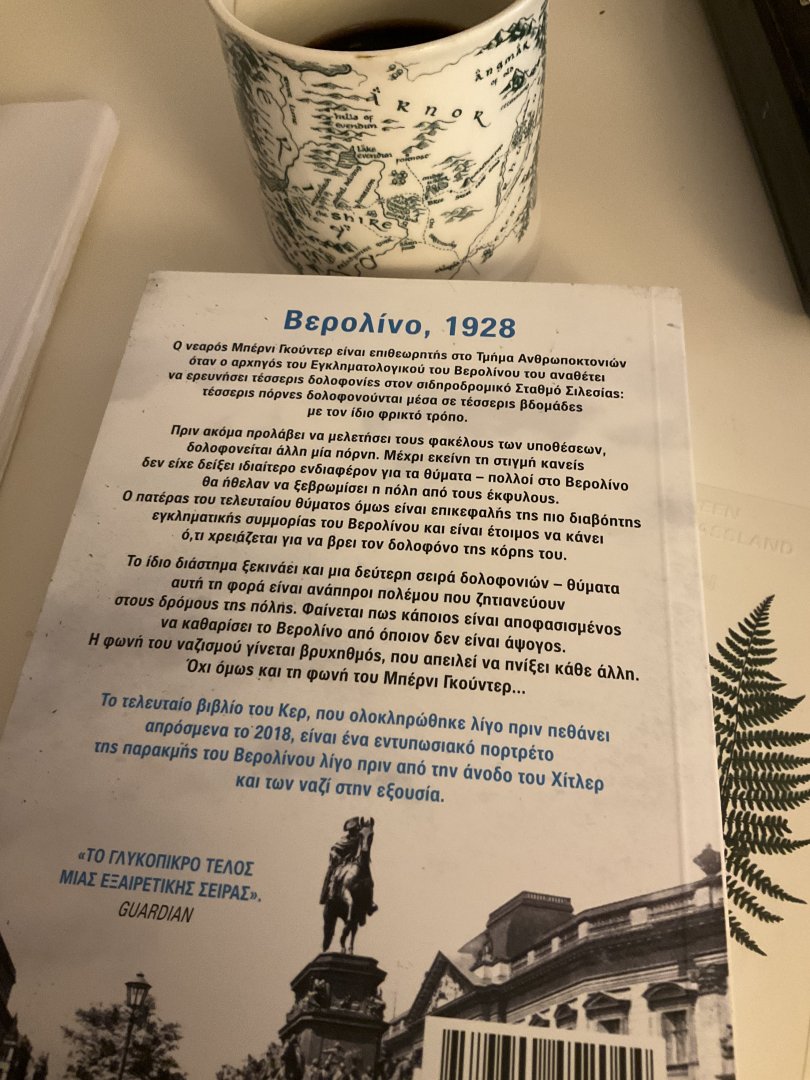 Angmar
of old
ARNOR
hills of
evendim
Lake
evendim
Fornost
SHIRE
Βερολίνο, 1928
Ο νεαρός Μπέρνι Γκούντερ είναι επιθεωρητής στο Τμήμα Ανθρωποκτονιών
όταν ο αρχηγός του Εγκληματολογικού του Βερολίνου του αναθέτει
να ερευνήσει τέσσερις δολοφονίες στον σιδηροδρομικό Σταθμό Σιλεσίας:
τέσσερις πόρνες δολοφονούνται μέσα σε τέσσερις βδομάδες
με τον ίδιο φρικτό τρόπο.
Πριν ακόμα προλάβει να μελετήσει τους φακέλους των υποθέσεων,
δολοφονείται άλλη μία πόρνη. Μέχρι εκείνη τη στιγμή κανείς
δεν είχε δείξει ιδιαίτερο ενδιαφέρον για τα θύματα – πολλοί στο Βερολίνο
θα ήθελαν να ξεβρωμίσει η πόλη από τους έκφυλους.
Ο πατέρας του τελευταίου θύματος όμως είναι επικεφαλής της πιο διαβόητης
εγκληματικής συμμορίας του Βερολίνου και είναι έτοιμος να κάνει
ό,τι χρειάζεται για να βρει τον δολοφόνο της κόρης του.
Το ίδιο διάστημα ξεκινάει και μια δεύτερη σειρά δολοφονιών – θύματα
αυτή τη φορά είναι ανάπηροι πολέμου που ζητιανεύουν
στους δρόμους της πόλης. Φαίνεται πως κάποιος είναι αποφασισμένος
να καθαρίσει το Βερολίνο από όποιον δεν είναι άψογος.
Η φωνή του ναζισμού γίνεται βρυχηθμός, που απειλεί να πνίξει κάθε άλλη.
Όχι όμως και τη φωνή του Μπέρνι Γκούντερ...
Το τελευταίο βιβλίο του Κερ, που ολοκληρώθηκε λίγο πριν πεθάνει
απρόσμενα το 2018, είναι ένα εντυπωσιακό πορτρέτο
της παρακμής του Βερολίνου λίγο πριν από την άνοδο του Χίτλερ
και των ναζί στην εξουσία.
«ΤΟ ΓΛΥΚΟΠΙΚΡΟ ΤΕΛΟΣ
ΜΙΑΣ ΕΞΑΙΡΕΤΙΚΗΣ ΣΕΙΡΑΣ».
GUARDIAN